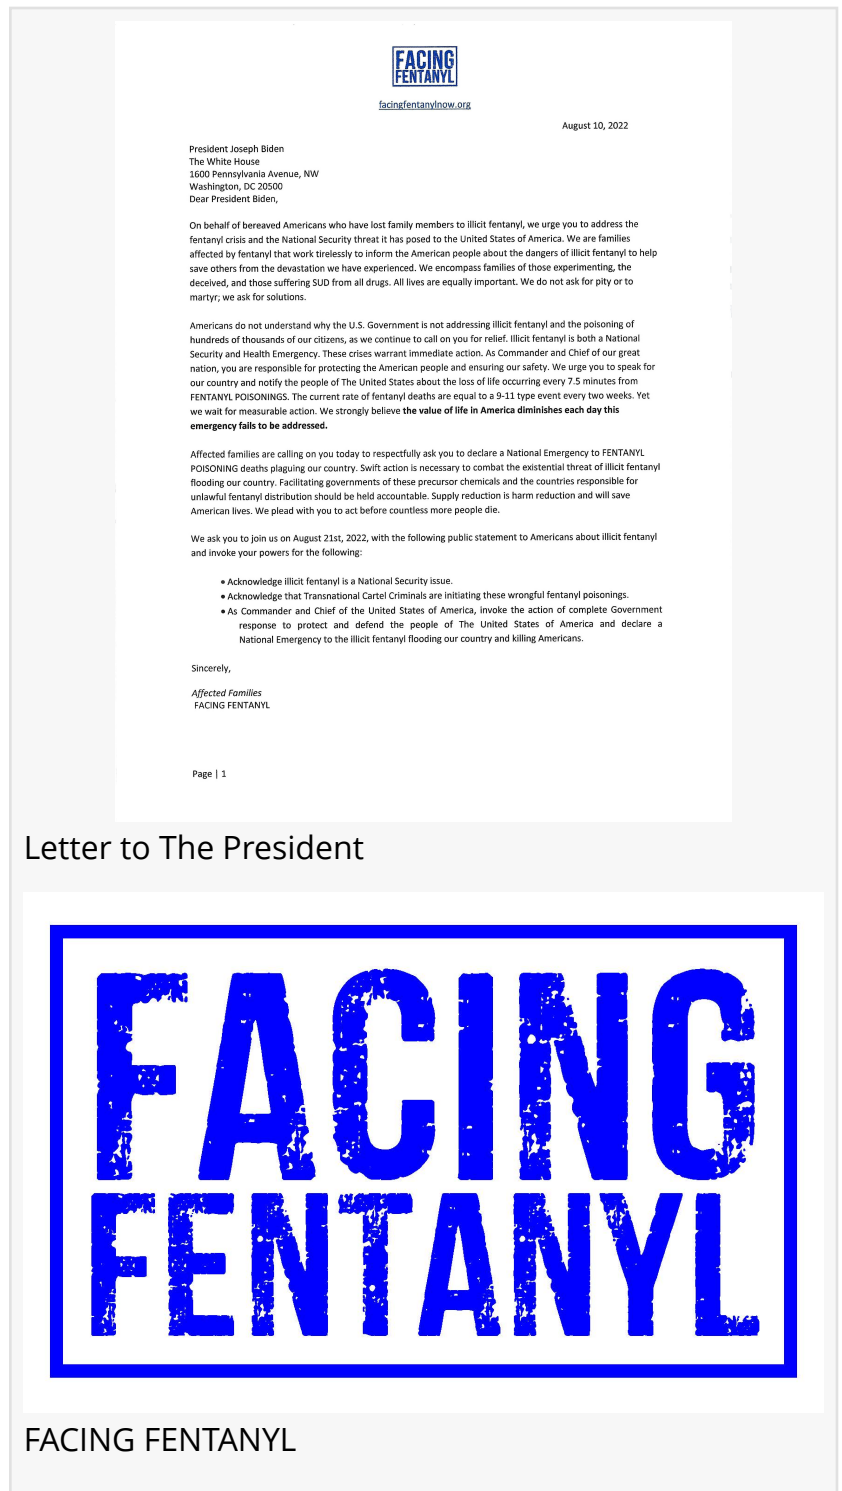 FACING
FENTANYL
facingfentanylnow.org
August 10, 2022
President Joseph Biden
The White House
1600 Pennsylvania Avenue, NW
Washington, DC 20500
Dear President Biden,
On behalf of bereaved Americans who have lost family members to illicit fentanyl, we urge you to address the
fentanyl crisis and the National Security threat it has posed to the United States of America. We are families
affected by fentanyl that work tirelessly to inform the American people about the dangers of illicit fentanyl to help
save others from the devastation we have experienced. We encompass families of those experimenting, the
deceived, and those suffering SUD from all drugs. All lives are equally important. We do not ask for pity or to
martyr; we ask for solutions.
Americans do not understand why the U.S. Government is not addressing illicit fentanyl and the poisoning of
hundreds of thousands of our citizens, as we continue to call on you for relief. Illicit fentanyl is both a National
Security and Health Emergency. These crises warrant immediate action. As Commander and Chief of our great
nation, you are responsible for protecting the American people and ensuring our safety. We urge you to speak for
our country and notify the people of The United States about the loss of life occurring every 7.5 minutes from
FENTANYL POISONINGS. The current rate of fentanyl deaths are equal to a 9-11 type event every two weeks. Yet
we wait for measurable action. We strongly believe the value of life in America diminishes each day this
emergency fails to be addressed.
Affected families are calling on you today to respectfully ask you to declare a National Emergency to FENTANYL
POISONING deaths plaguing our country. Swift action is necessary to combat the existential threat of illicit fentanyl
flooding our country. Facilitating governments of these precursor chemicals and the countries responsible for
unlawful fentanyl distribution should be held accountable. Supply reduction is harm reduction and will save
American lives. We plead with you to act before countless more people die.
We ask you to join us on August 21st, 2022, with the following public statement to Americans about illicit fentanyl
and invoke your powers for the following:
• Acknowledge illicit fentanyl is a National Security issue.
• Acknowledge that Transnational Cartel Criminals are initiating these wrongful fentanyl poisonings.
• As Commander and Chief of the United States of America, invoke the action of complete Government
response to protect and defend the people of The United States of America and declare a
National Emergency to the illicit fentanyl flooding our country and killing Americans.
Sincerely,
Affected Families
FACING FENTANYL
Page | 1
Letter to The President
FACING
FENTANYL
FACING FENTANYL